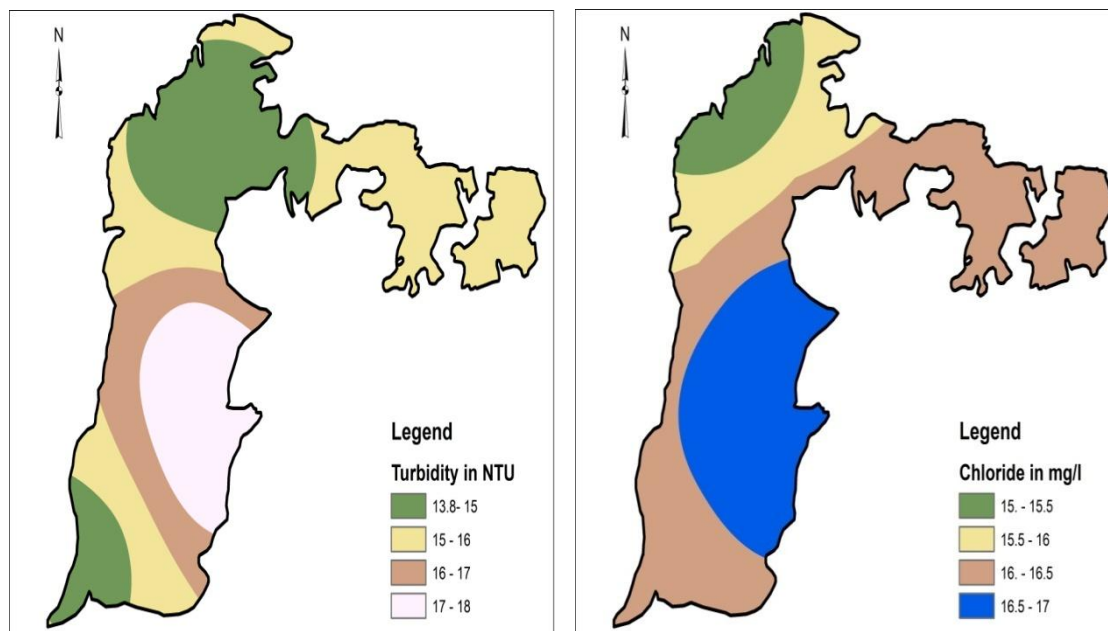 N
Legend
Turbidity in NTU
13.8- 15
15 - 16
16 - 17
17 - 18
N
Legend
Chloride in mg/l
15. - 15.5
15.5 - 16
16. - 16.5
16.5 - 17